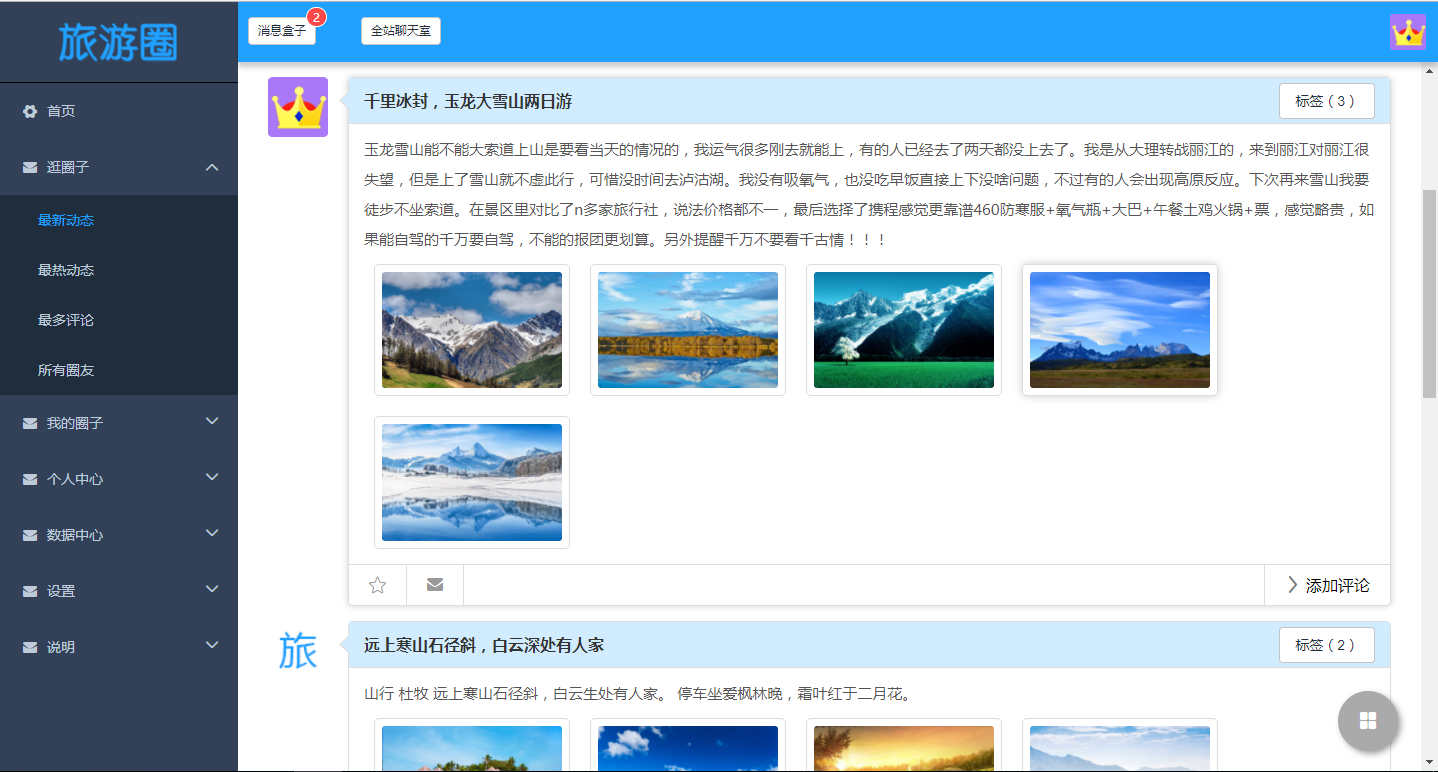 旅游圈
消息盒子
2
全站聊天室
首页
逛圈子
最新动态
最热动态
最多评论
所有圈友
我的圈子
个人中心
数据中心
设置
说明
千里冰封，玉龙大雪山两日游
标签（3）
玉龙雪山能不能大索道上山是要看当天的情况的，我运气很多刚去就能上，有的人已经去了两天都没上去了。我是从大理转战丽江的，来到丽江对丽江很
失望，但是上了雪山就不虚此行，可惜没时间去泸沽湖。我没有吸氧气，也没吃早饭直接上下没啥问题，不过有的人会出现高原反应。下次再来雪山我要
徒步不坐索道。在景区里对比了n多家旅行社，说法价格都不一，最后选择了携程感觉更靠谱460防寒服+氧气瓶+大巴+午餐土鸡火锅+票，感觉略贵，如
果能自驾的千万要自驾，不能的报团更划算。另外提醒千万不要看千古情！！！
添加评论
旅
远上寒山石径斜，白云深处有人家
标签（2）
山行 杜牧 远上寒山石径斜，白云生处有人家。 停车坐爱枫林晚，霜叶红于二月花。